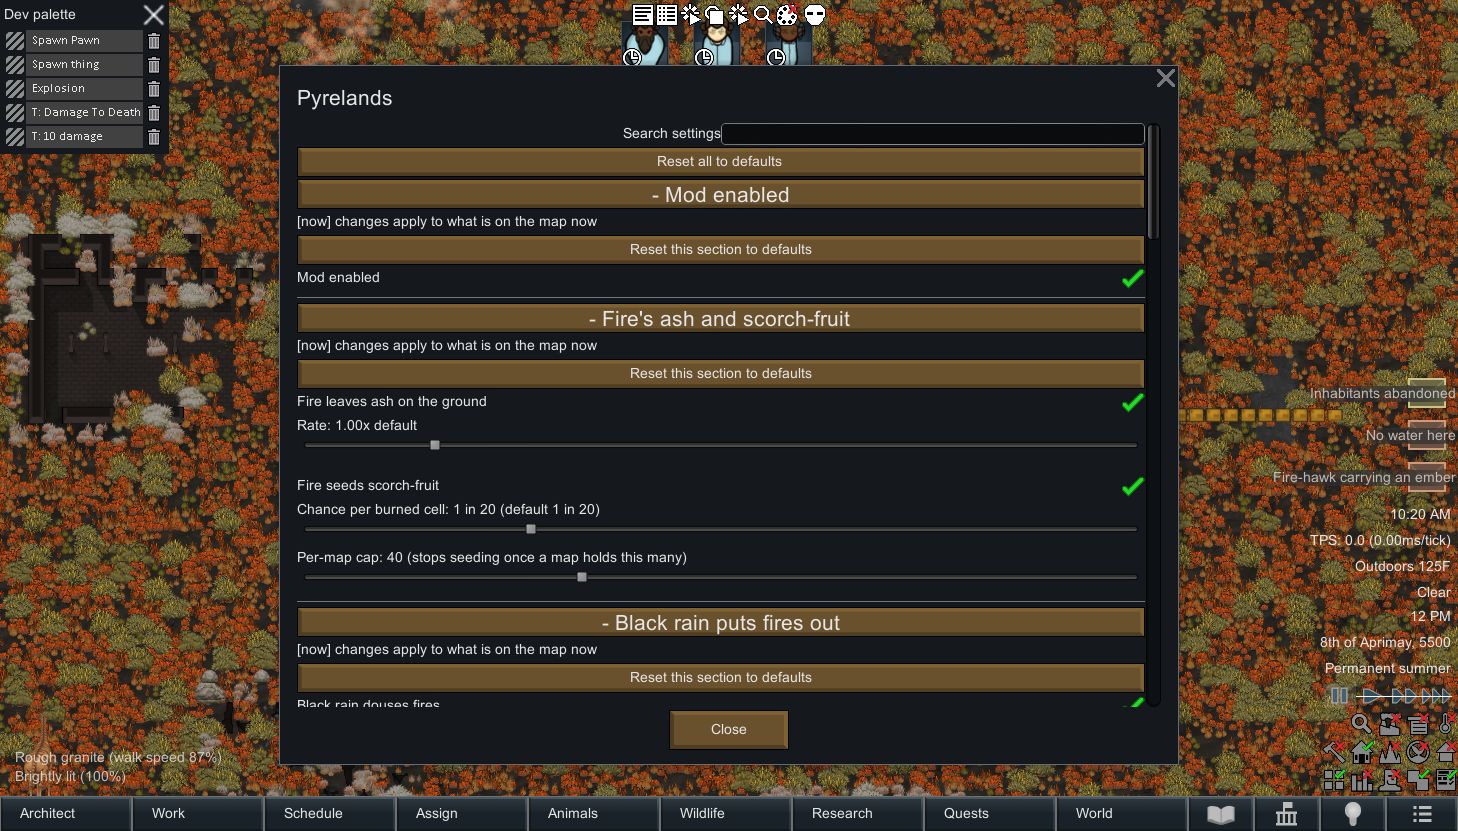 Dev palette
Spawn Pawn
Spawn thing
Explosion
T: Damage To Death
T: 10 damage
Pyrelands
Search settings
Reset all to defaults
- Mod enabled
[now] changes apply to what is on the map now
Reset this section to defaults
Mod enabled
- Fire's ash and scorch-fruit
[now] changes apply to what is on the map now
Reset this section to defaults
Fire leaves ash on the ground
Rate: 1.00x default
Fire seeds scorch-fruit
Chance per burned cell: 1 in 20 (default 1 in 20)
Per-map cap: 40 (stops seeding once a map holds this many)
- Black rain puts fires out
[now] changes apply to what is on the map now
Reset this section to defaults
Black rain douses fires
Close
Inhabitants abandoned
No water here
Fire-hawk carrying an ember
10:20 AM
TPS: 0.0 (0.00ms/tick)
Outdoors 125F
Clear
12 PM
8th of Aprimay, 5500
Permanent summer
Rough granite (walk speed 87%)
Brightly lit (100%)
Architect
Work
Schedule
Assign
Animals
Wildlife
Research
Quests
World